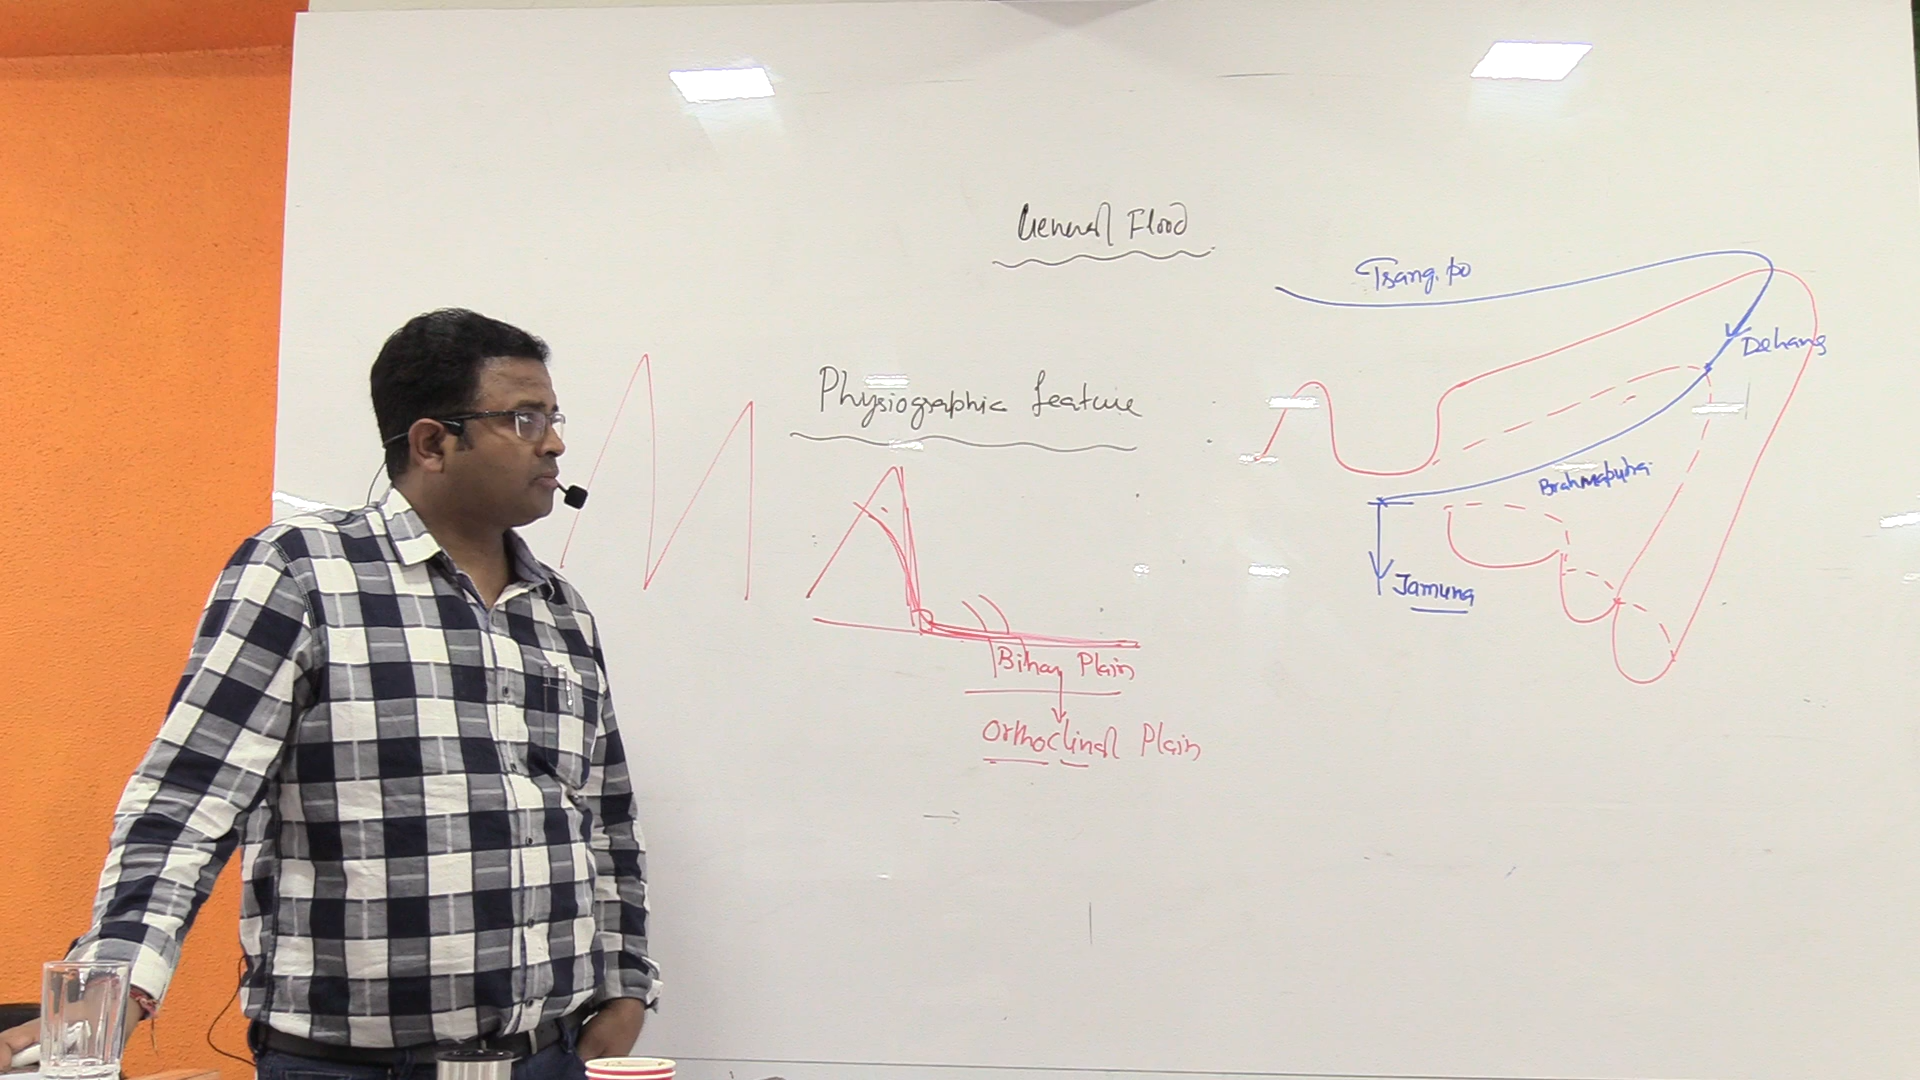 General Flood
Physiographic feature
Bihar Plain
Orthoclinal Plain
Tsang.po
Dehang
Brahmaputra
Jamuna